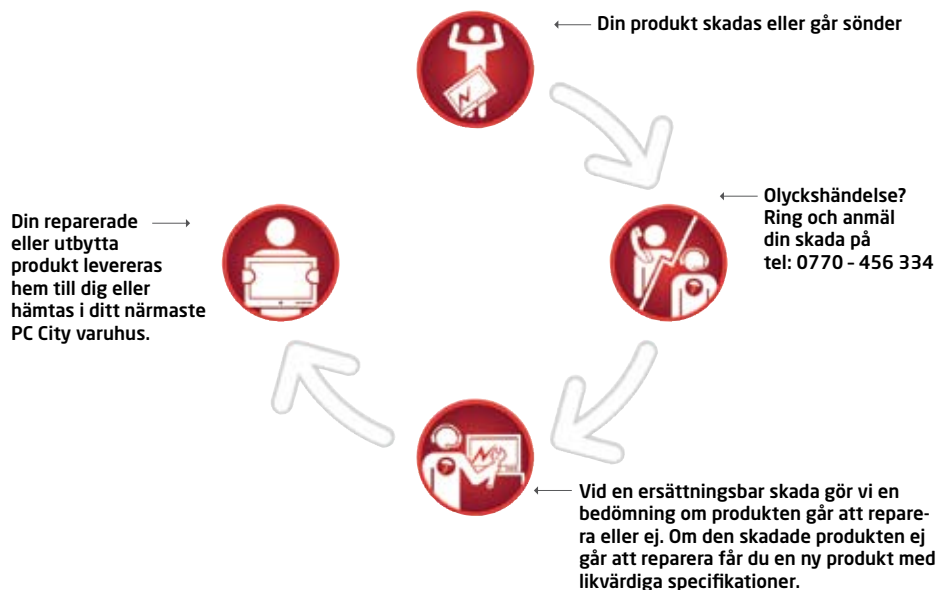 Din produkt skadas eller går sönder
Olyckshändelse?
Ring och anmäl
din skada på
tel: 0770 – 456 334
Vid en ersättningsbar skada gör vi en
bedömning om produkten går att repare-
ra eller ej. Om den skadade produkten ej
går att reparera får du en ny produkt med
likvärdiga specifikationer.
Din reparerade
eller utbytta
produkt levereras
hem till dig eller
hämtas i ditt närmaste
PC City varuhus.